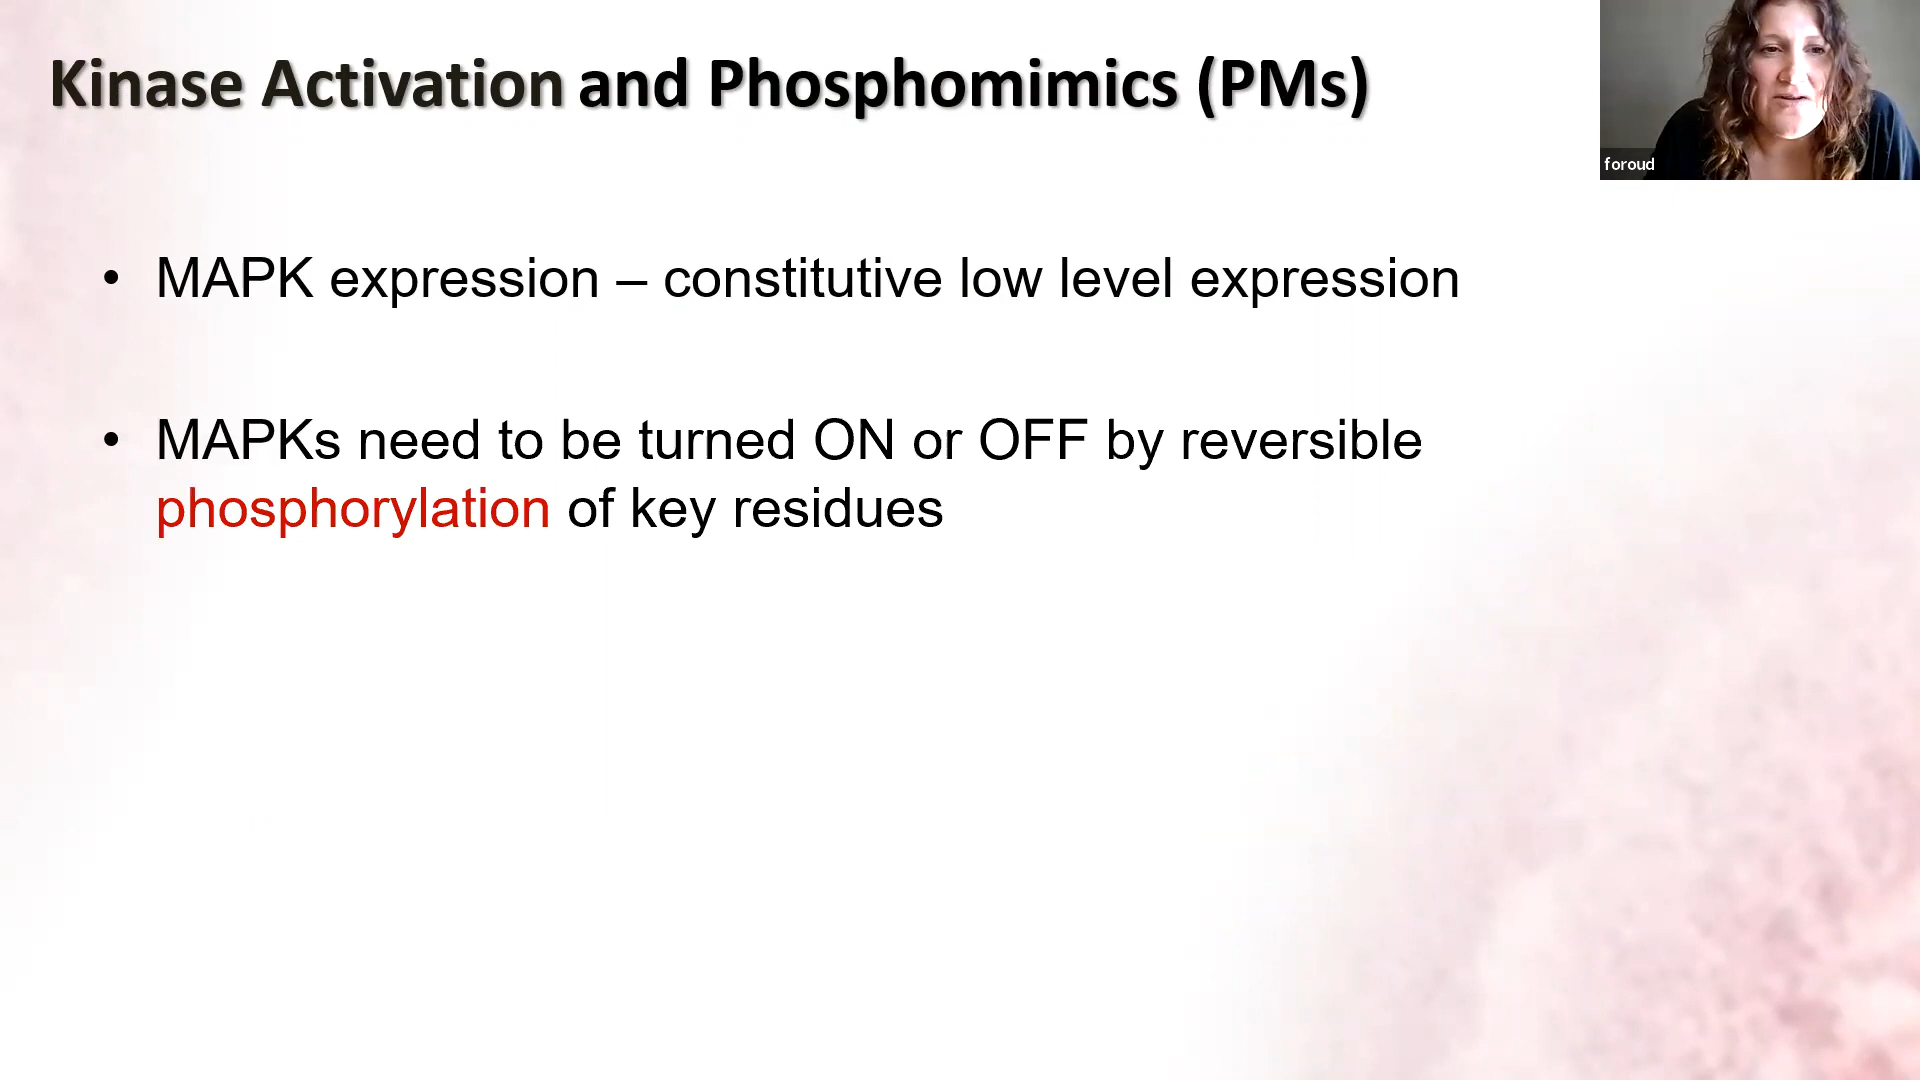 Kinase Activation and Phosphomimics (PMs)
foroud
• MAPK expression – constitutive low level expression
• MAPKs need to be turned ON or OFF by reversible
phosphorylation of key residues